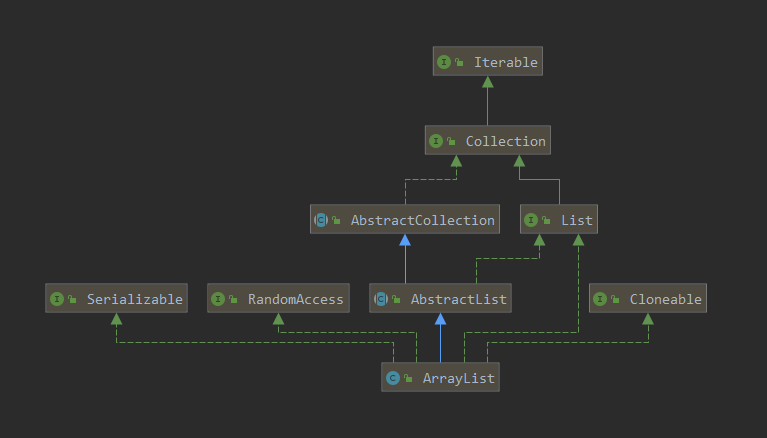 I Iterable
I Collection
C AbstractCollection
I List
I Serializable
I RandomAccess
C AbstractList
I Cloneable
C ArrayList